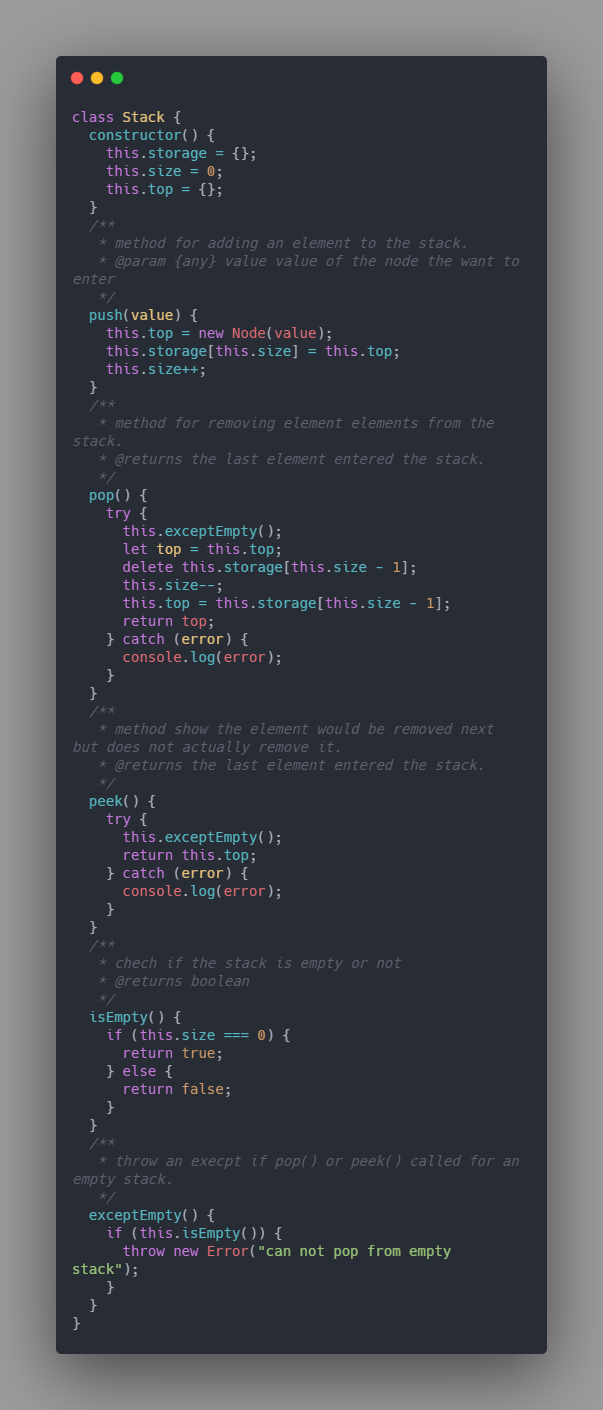 class Stack {
  constructor() {
    this.storage = {};
    this.size = 0;
    this.top = {};
  }
  /**
   * method for adding an element to the stack.
   * @param {any} value value of the node the want to
enter
   */
  push(value) {
    this.top = new Node(value);
    this.storage[this.size] = this.top;
    this.size++;
  }
  /**
   * method for removing element elements from the
stack.
   * @returns the last element entered the stack.
   */
  pop() {
    try {
      this.exceptEmpty();
      let top = this.top;
      delete this.storage[this.size - 1];
      this.size--;
      this.top = this.storage[this.size - 1];
      return top;
    } catch (error) {
      console.log(error);
    }
  }
  /**
   * method show the element would be removed next
but does not actually remove it.
   * @returns the last element entered the stack.
   */
  peek() {
    try {
      this.exceptEmpty();
      return this.top;
    } catch (error) {
      console.log(error);
    }
  }
  /**
   * chech if the stack is empty or not
   * @returns boolean
   */
  isEmpty() {
    if (this.size === 0) {
      return true;
    } else {
      return false;
    }
  }
  /**
   * throw an execpt if pop() or peek() called for an
empty stack.
   */
  exceptEmpty() {
    if (this.isEmpty()) {
      throw new Error("can not pop from empty
stack");
    }
  }
}